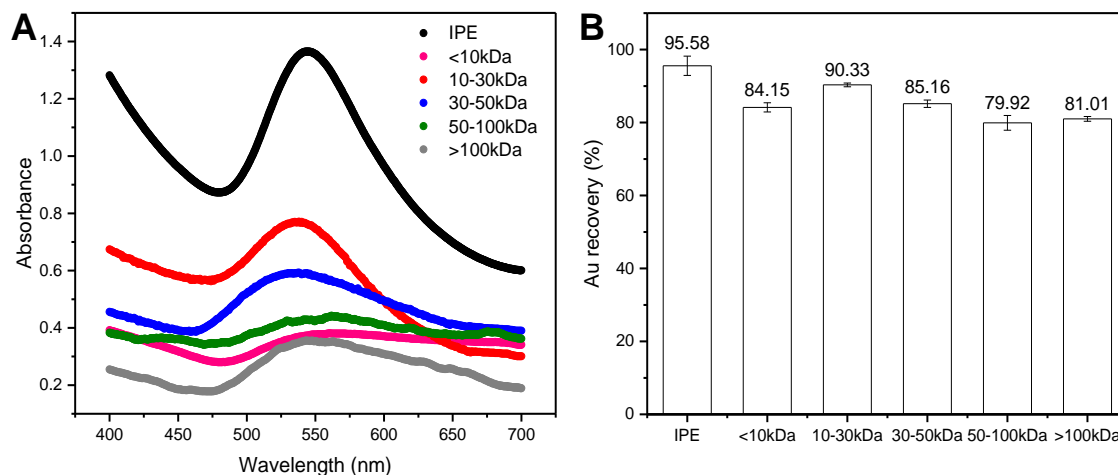 A
IPE
<10kDa
10-30kDa
30-50kDa
50-100kDa
>100kDa
1.4
1.2
1.0
0.8
0.6
0.4
0.2
Absorbance
400 450 500 550 600 650 700
Wavelength (nm)
B
95.58 84.15 90.33 85.16 79.92 81.01
100
80
60
40
20
0
Au recovery (%)
IPE <10kDa 10-30kDa 30-50kDa 50-100kDa >100kDa